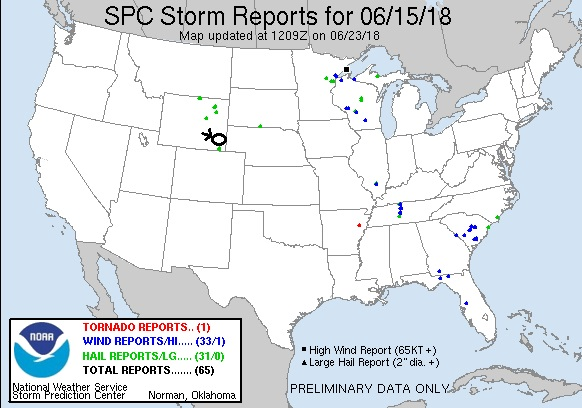 SPC Storm Reports for 06/15/18
Map updated at 1209Z on 06/23/18
NOAA
TORNADO REPORTS.. (1)
WIND REPORTS/HI..... (33/1)
HAIL REPORTS/LG..... (31/0)
TOTAL REPORTS....... (65)
National Weather Service
Storm Prediction Center Norman, Oklahoma
High Wind Report (65KT +)
Large Hail Report (2" dia. +)
PRELIMINARY DATA ONLY